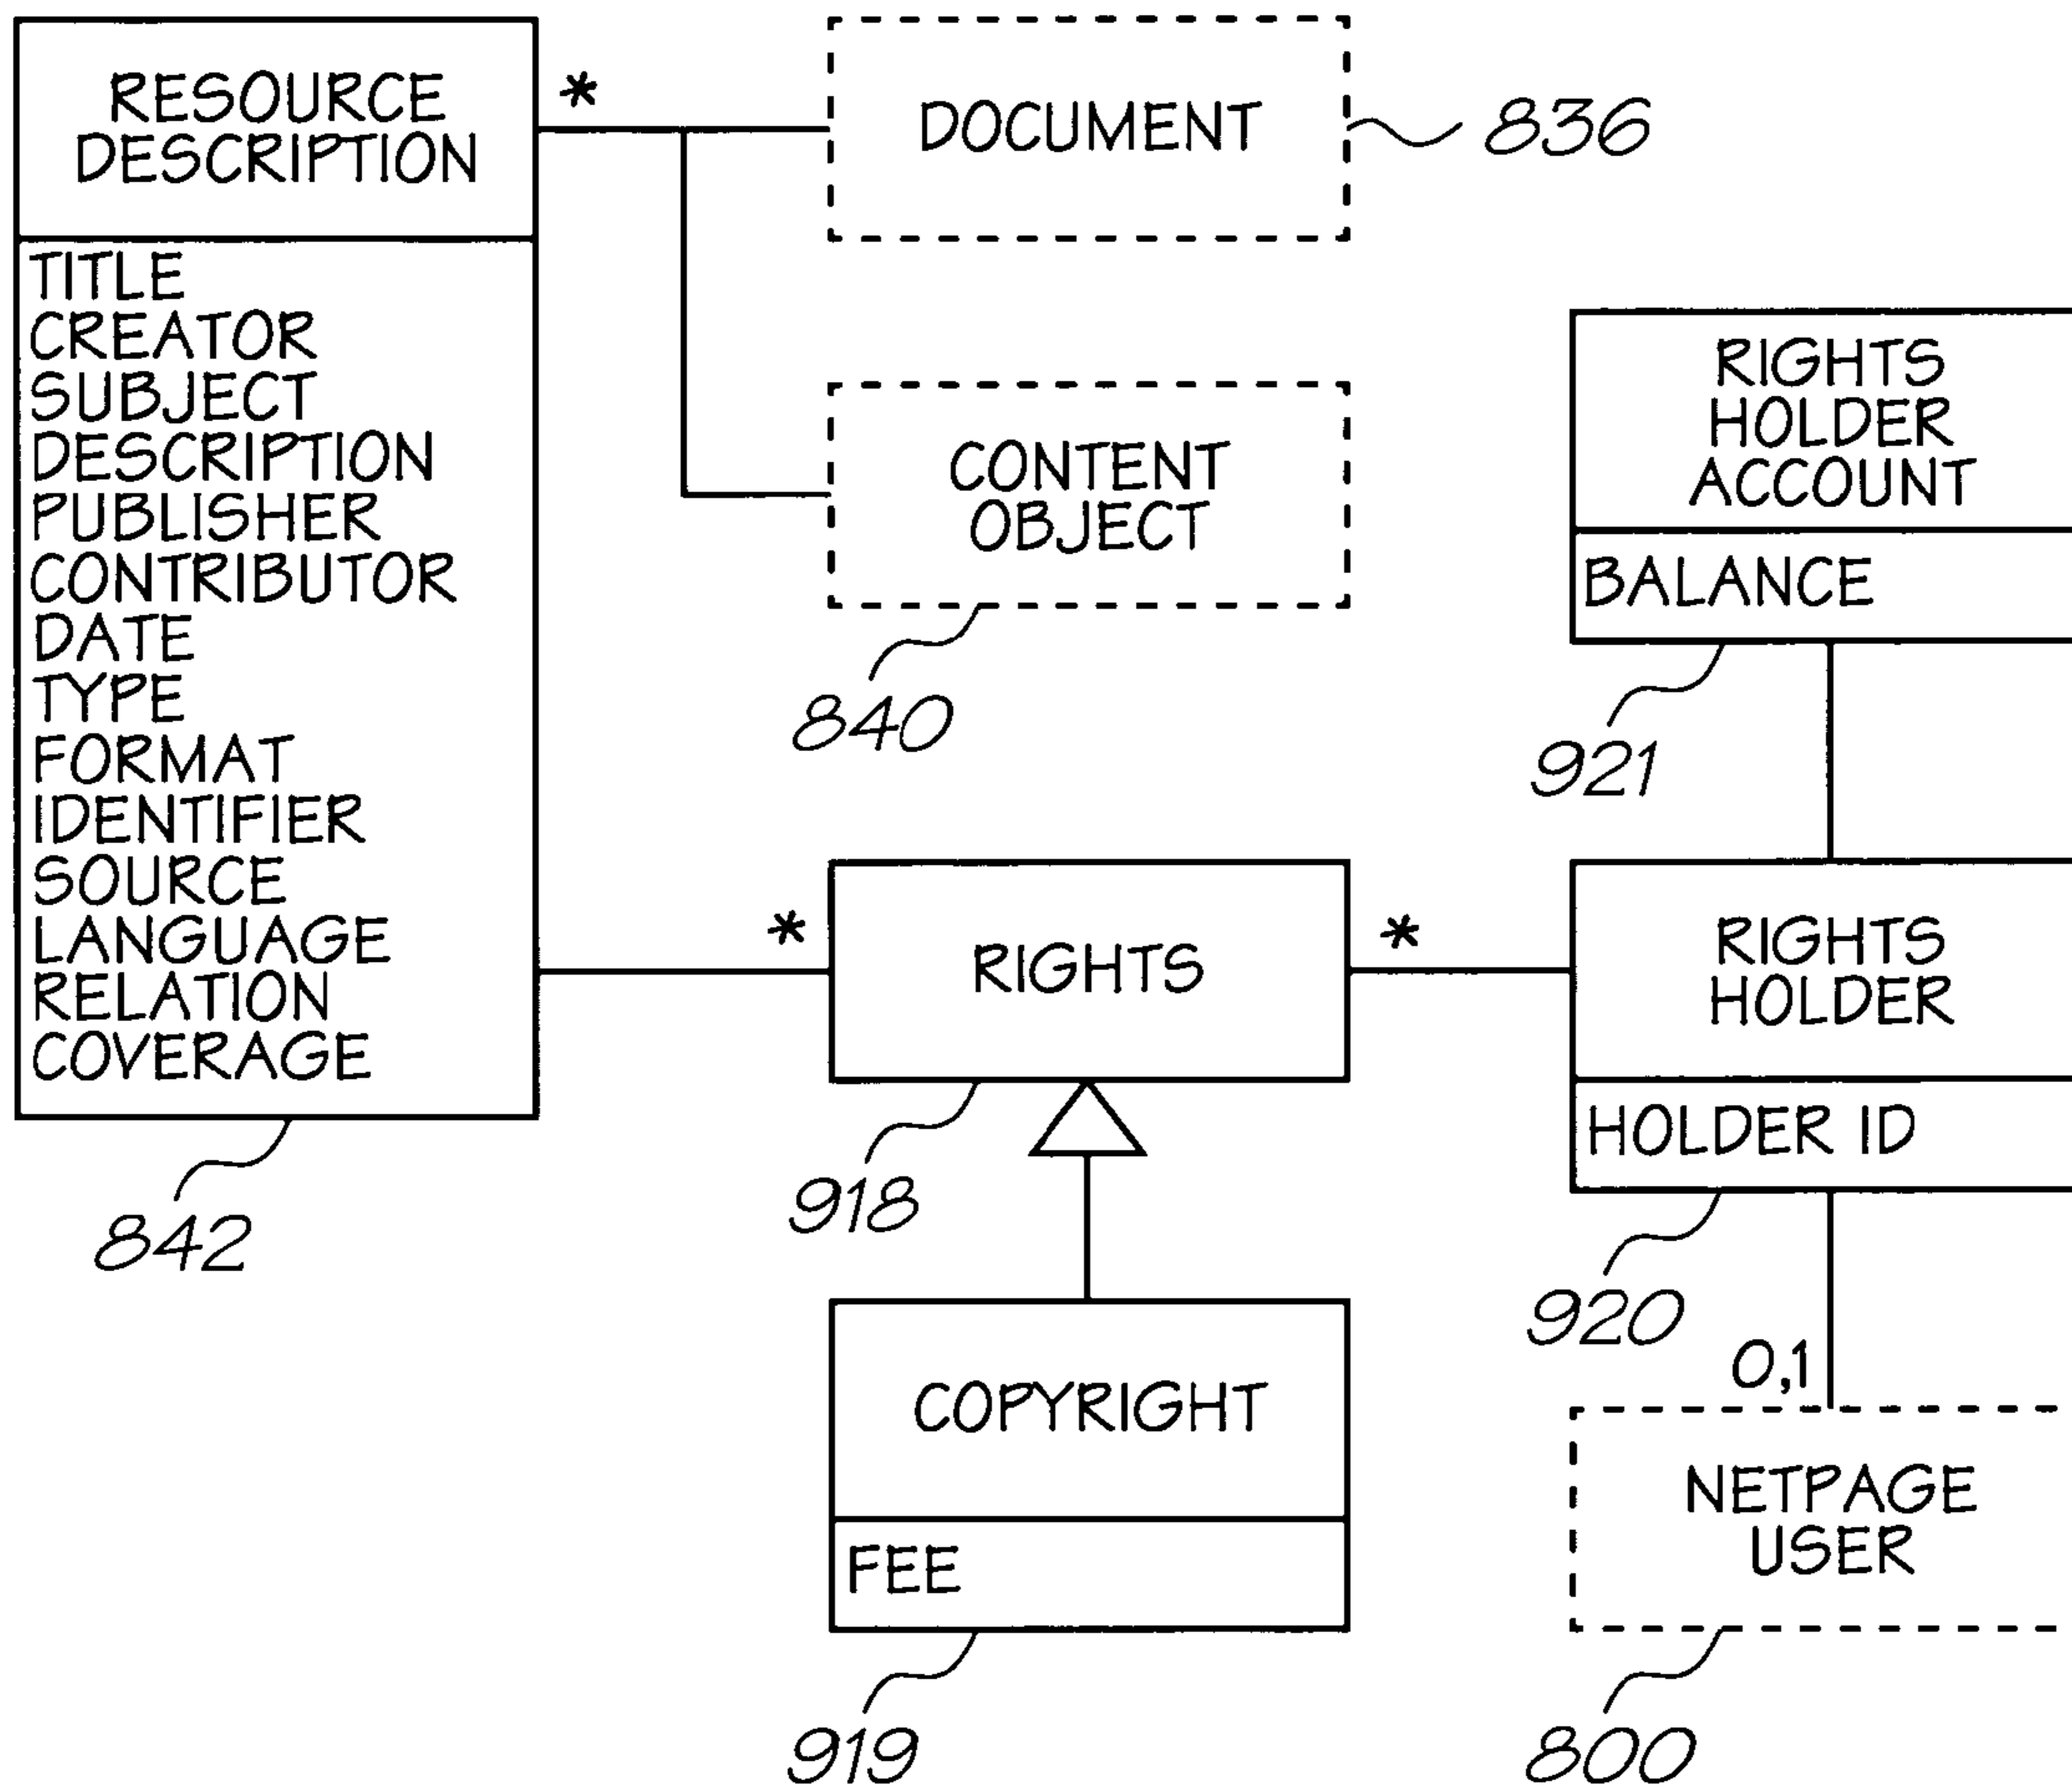 RESOURCE
DESCRIPTION
TITLE
CREATOR
SUBJECT
DESCRIPTION
PUBLISHER
CONTRIBUTOR
DATE
TYPE
FORMAT
IDENTIFIER
SOURCE
LANGUAGE
RELATION
COVERAGE
842
*
DOCUMENT
836
CONTENT
OBJECT
840
*
RIGHTS
*
918
COPYRIGHT
FEE
919
RIGHTS
HOLDER
ACCOUNT
BALANCE
921
RIGHTS
HOLDER
HOLDER ID
920
0,1
NETPAGE
USER
800